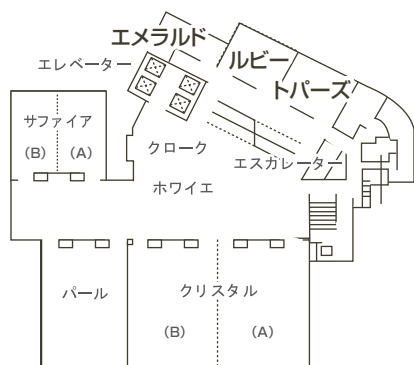 エメラルド
ルビー
トパーズ
エレベーター
サファイア
(B) (A)
クローク
エスカレーター
ホワイエ
パール
クリスタル
(B) (A)